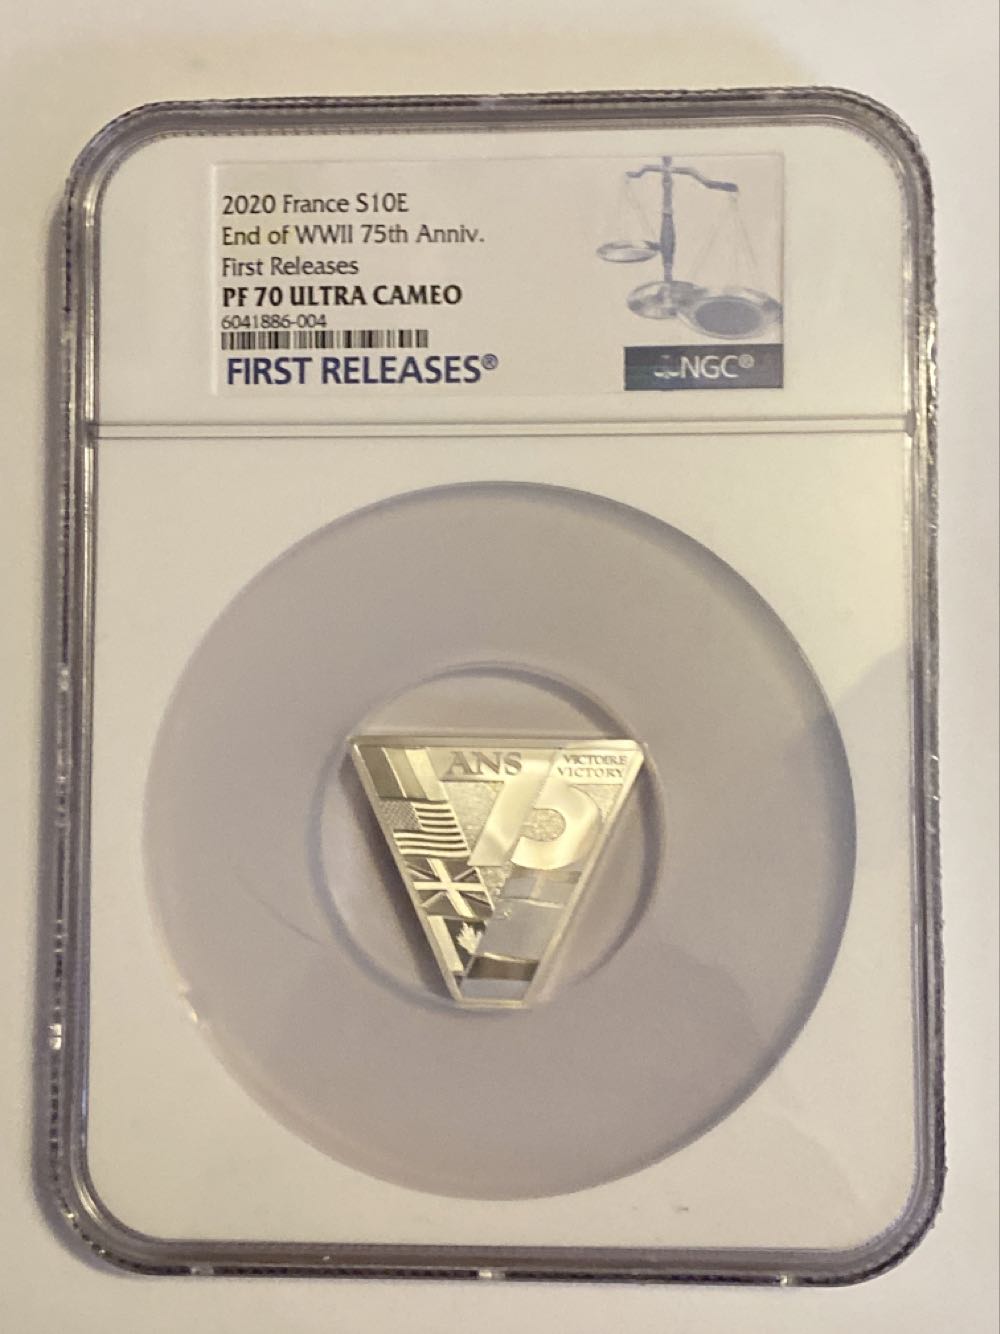 2020 France S10E
End of WWII 75th Anniv.
First Releases
PF 70 ULTRA CAMEO
6041886-004
FIRST RELEASES®
NGC®
ANS
VICTOIRE
VICTORY
75